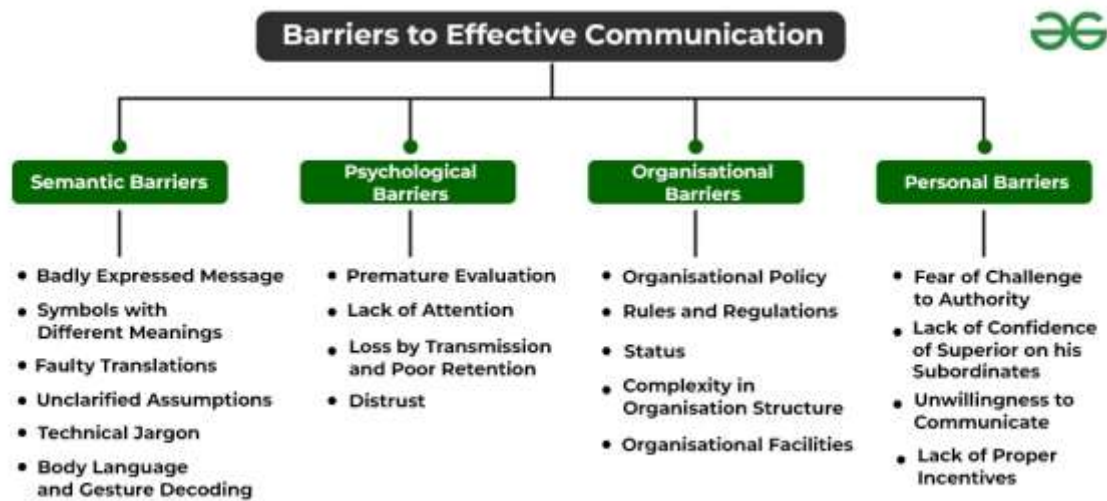 Barriers to Effective Communication
Semantic Barriers
• Badly Expressed Message
• Symbols with
Different Meanings
• Faulty Translations
• Unclarified Assumptions
• Technical Jargon
• Body Language
and Gesture Decoding
Psychological
Barriers
• Premature Evaluation
• Lack of Attention
• Loss by Transmission
and Poor Retention
• Distrust
Organisational
Barriers
• Organisational Policy
• Rules and Regulations
• Status
• Complexity in
Organisation Structure
• Organisational Facilities
Personal Barriers
• Fear of Challenge
to Authority
• Lack of Confidence
of Superior on his
Subordinates
• Unwillingness to
Communicate
• Lack of Proper
Incentives